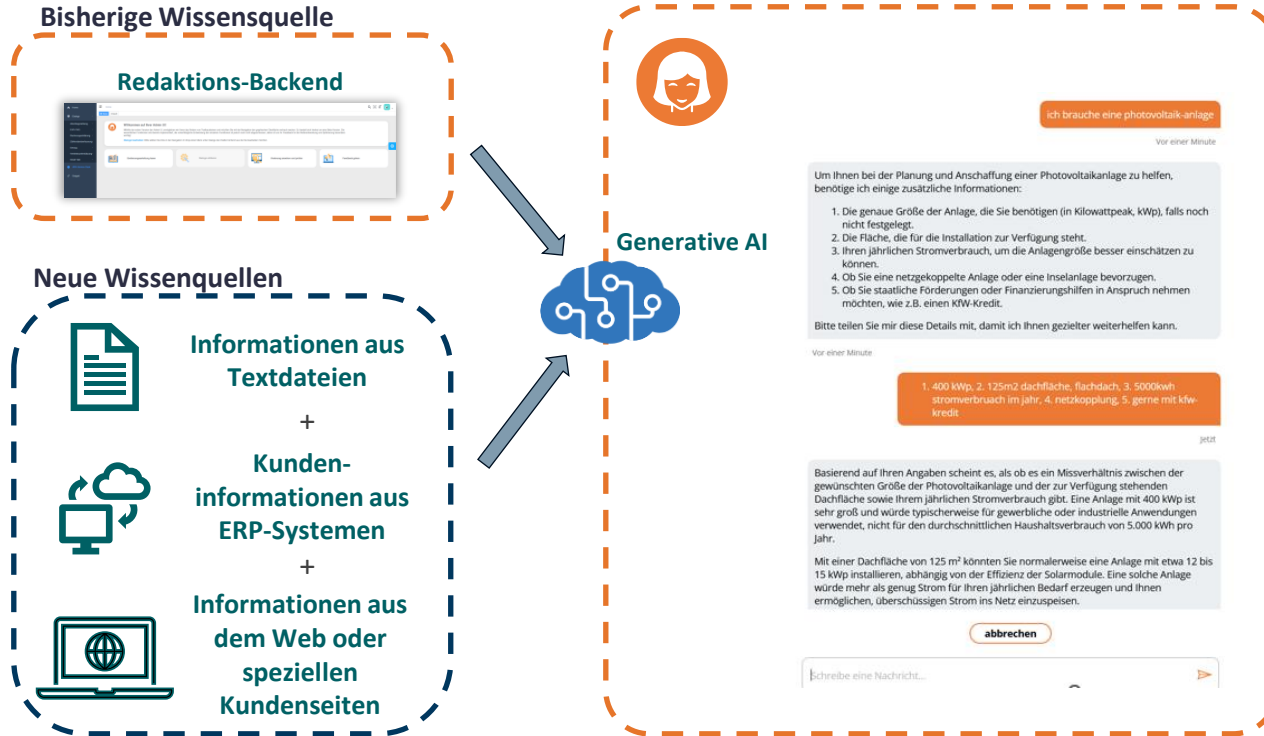 Bisherige Wissensquelle
Redaktions-Backend
Neue Wissenquellen
Informationen aus
Textdateien
+
Kunden-
informationen aus
ERP-Systemen
+
Informationen aus
dem Web oder
speziellen
Kundenseiten
Generative AI
ich brauche eine photovoltaik-anlage
Vor einer Minute
Um Ihnen bei der Planung und Anschaffung einer Photovoltaikanlage zu helfen,
benötige ich einige zusätzliche Informationen:
1. Die genaue Größe der Anlage, die Sie benötigen (in Kilowattpeak, kWp), falls noch
nicht festgelegt.
2. Die Fläche, die für die Installation zur Verfügung steht.
3. Ihren jährlichen Stromverbrauch, um die Anlagengröße besser einschätzen zu
können.
4. Ob Sie eine netzgekoppelte Anlage oder eine Inselanlage bevorzugen.
5. Ob Sie staatliche Förderungen oder Finanzierungshilfen in Anspruch nehmen
möchten, wie z.B. einen KfW-Kredit.
Bitte teilen Sie mir diese Details mit, damit ich Ihnen gezielter weiterhelfen kann.
Vor einer Minute
1. 400 kWp, 2. 125m2 dachfläche, flachdach, 3. 5000kwh
stromverbruach im jahr, 4. netzkopplung, 5. gerne mit kfw-
kredit
Jetzt
Basierend auf Ihren Angaben scheint es, als ob es ein Missverhältnis zwischen der
gewünschten Größe der Photovoltaikanlage und der zur Verfügung stehenden
Dachfläche sowie Ihrem jährlichen Stromverbrauch gibt. Eine Anlage mit 400 kWp ist
sehr groß und würde typischerweise für gewerbliche oder industrielle Anwendungen
verwendet, nicht für den durchschnittlichen Haushaltsverbrauch von 5.000 kWh pro
Jahr.
Mit einer Dachfläche von 125 m² könnten Sie normalerweise eine Anlage mit etwa 12 bis
15 kWp installieren, abhängig von der Effizienz der Solarmodule. Eine solche Anlage
würde mehr als genug Strom für Ihren jährlichen Bedarf erzeugen und Ihnen
ermöglichen, überschüssigen Strom ins Netz einzuspeisen.
abbrechen
Schreibe eine Nachricht...